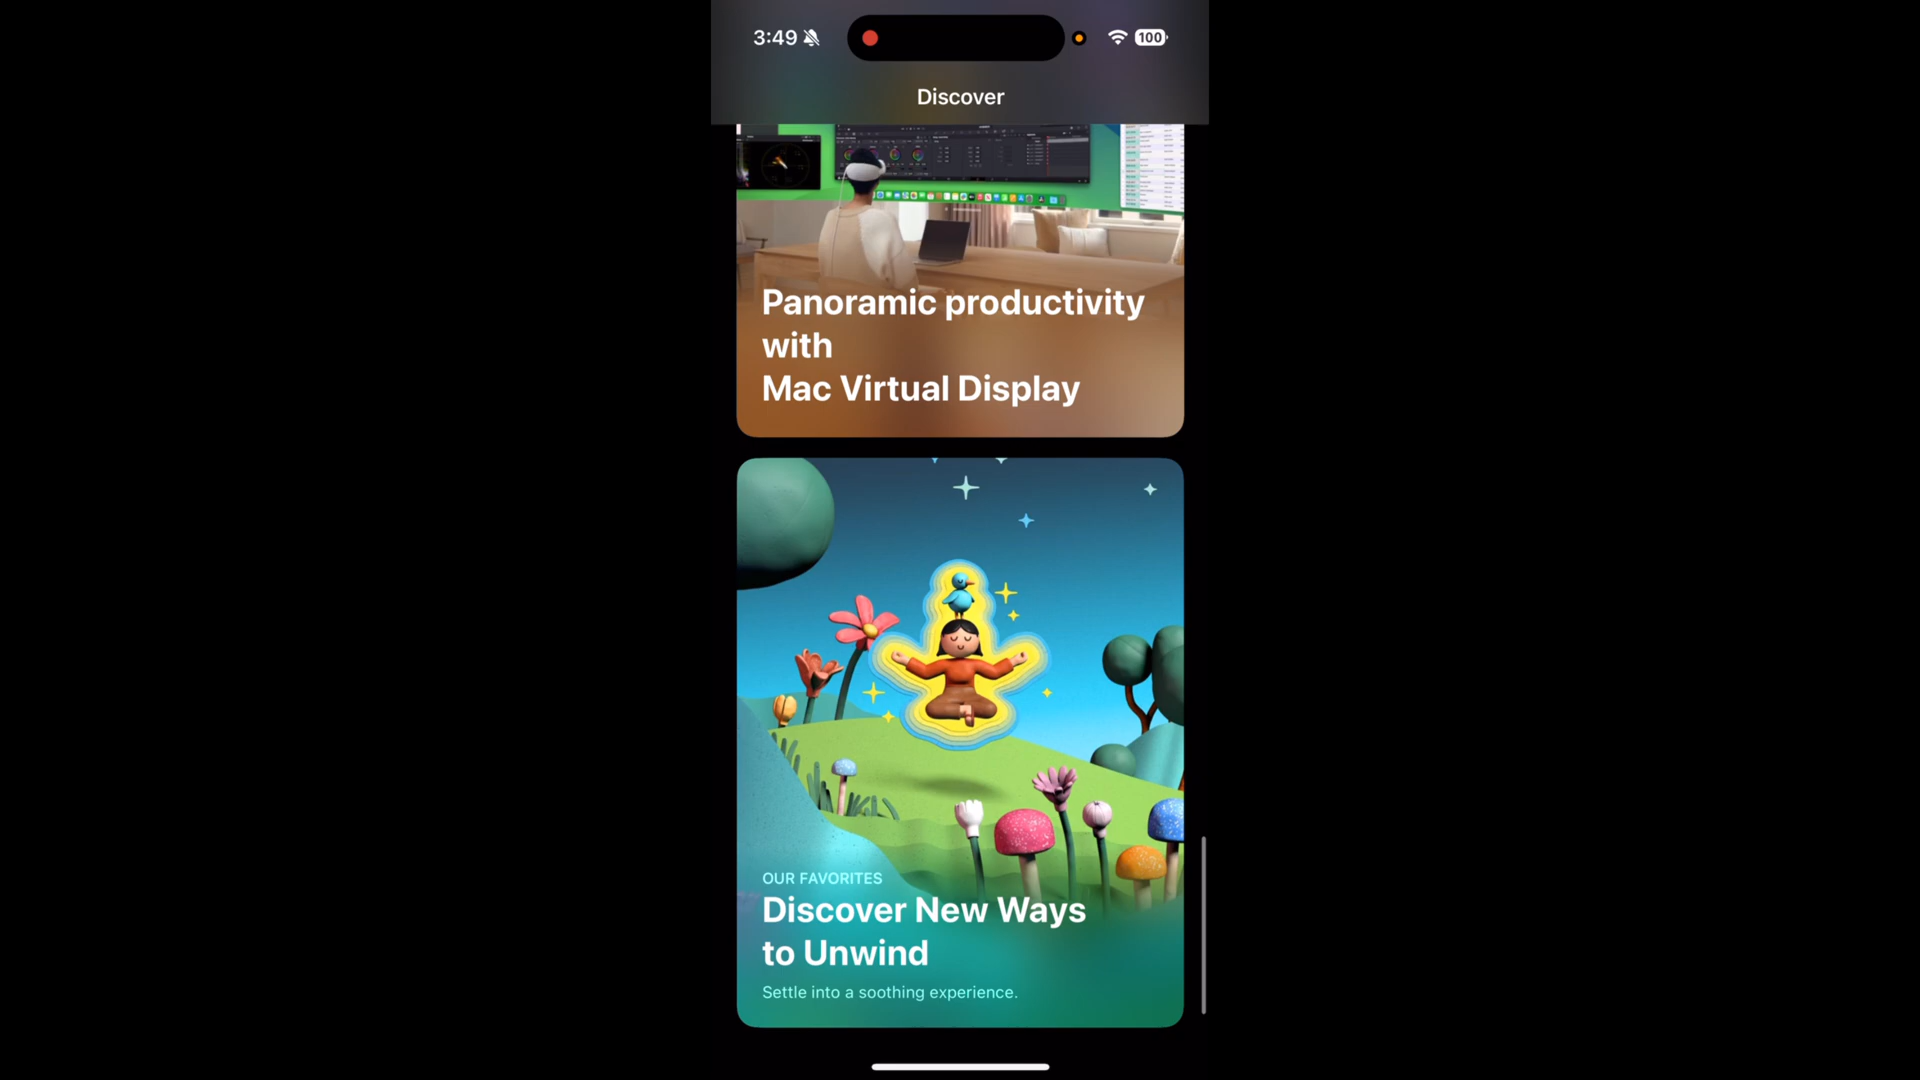 3:49
100
Discover
Panoramic productivity
with
Mac Virtual Display
OUR FAVORITES
Discover New Ways
to Unwind
Settle into a soothing experience.